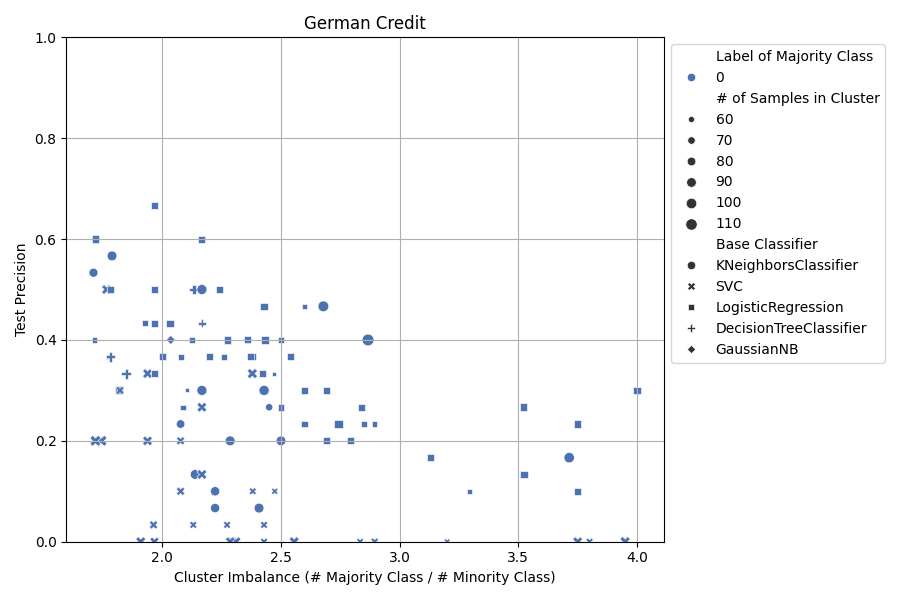 German Credit
1.0
0.8
0.6
0.4
0.2
0.0
Test Precision
2.0
2.5
3.0
3.5
4.0
Cluster Imbalance (# Majority Class / # Minority Class)
Label of Majority Class
0
# of Samples in Cluster
60
70
80
90
100
110
Base Classifier
KNeighborsClassifier
SVC
LogisticRegression
DecisionTreeClassifier
GaussianNB